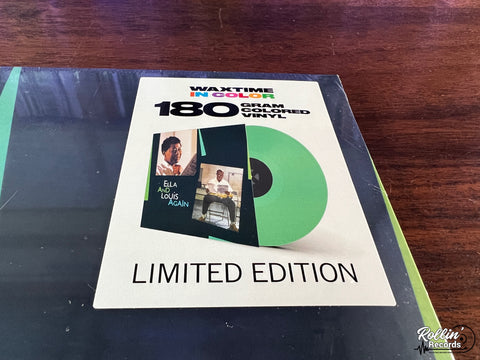 WAXTIME
IN COLOR
180 GRAM
COLORED
VINYL
ELLA
AND
LOUIS
AGAIN
LIMITED EDITION
Rollin'
Records